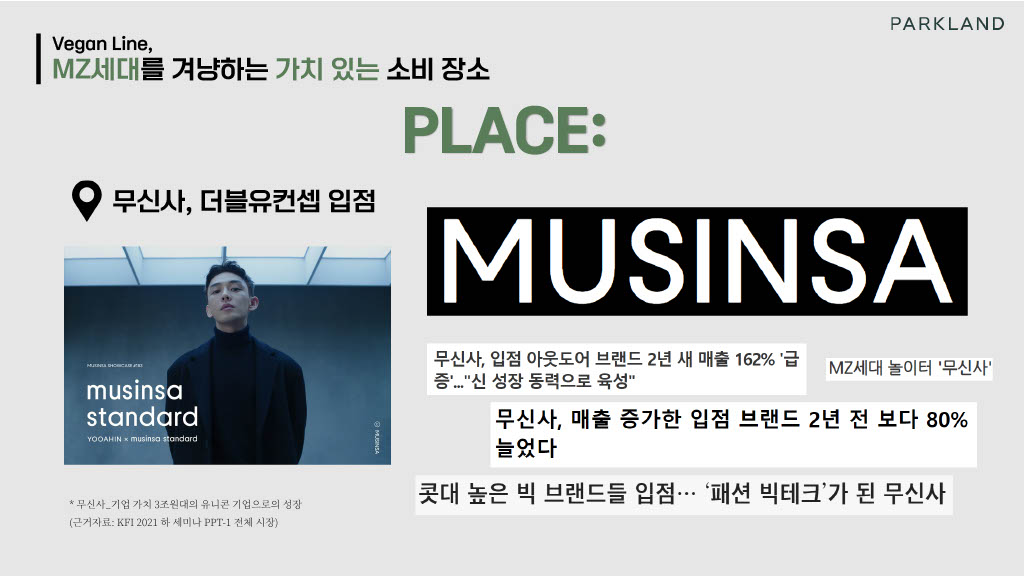 PARKLAND
Vegan Line,
MZ세대를 겨냥하는 가치 있는 소비 장소
PLACE:
무신사, 더블유컨셉 입점
MUSINSA SHOWCASE #183
musinsa
standard
YOOAHIN × musinsa standard
MUSINSA
* 무신사_기업 가치 3조원대의 유니콘 기업으로의 성장
(근거자료: KFI 2021 하 세미나 PPT-1 전체 시장)
MUSINSA
무신사, 입점 아웃도어 브랜드 2년 새 매출 162% '급
증'..."신 성장 동력으로 육성"
MZ세대 놀이터 '무신사'
무신사, 매출 증가한 입점 브랜드 2년 전 보다 80%
늘었다
콧대 높은 빅 브랜드들 입점… ‘패션 빅테크’가 된 무신사